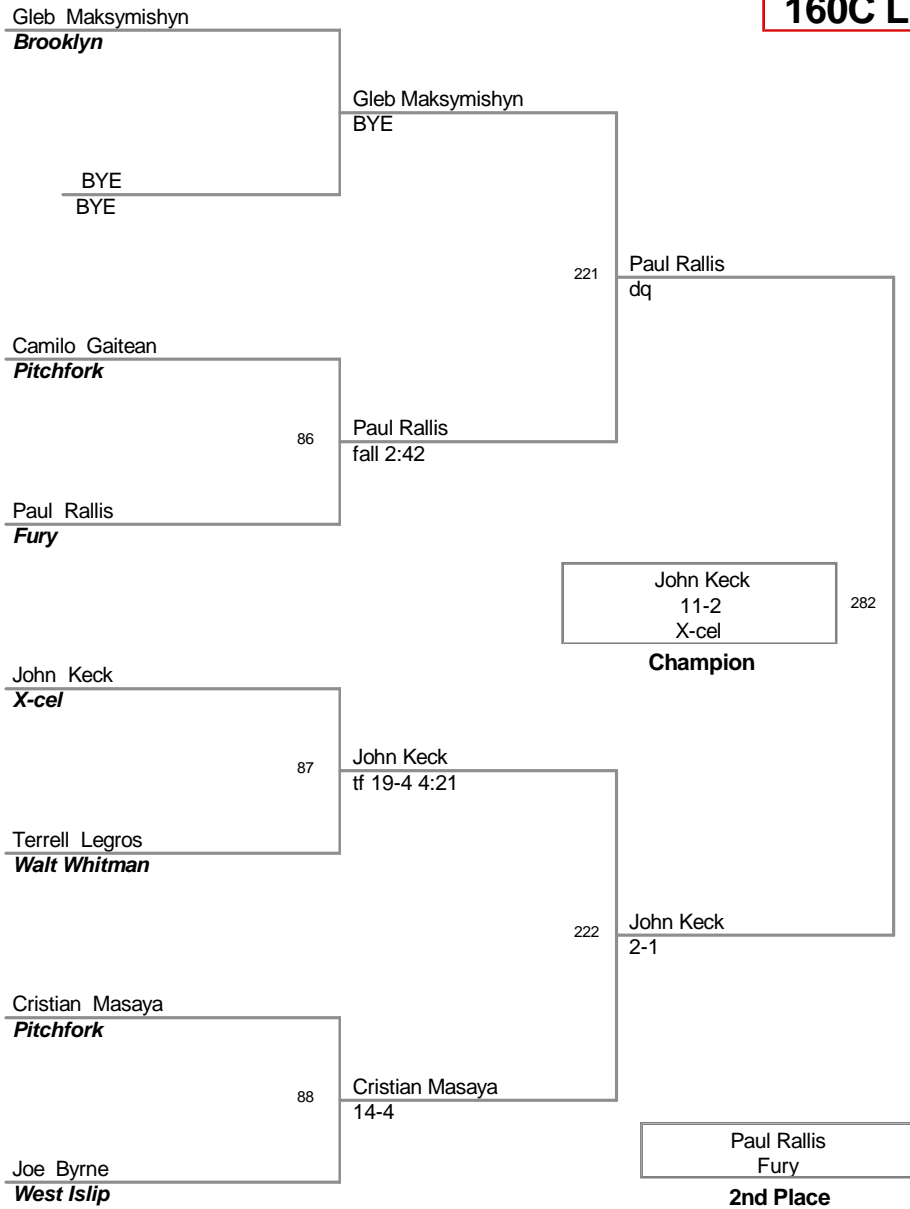 160C L
Gleb Maksymishyn
Brooklyn
Gleb Maksymishyn
BYE
BYE
BYE
221
Paul Rallis
dq
Camilo Gaitean
Pitchfork
86
Paul Rallis
fall 2:42
Paul Rallis
Fury
John Keck
11-2
X-cel
282
Champion
John Keck
X-cel
87
John Keck
tf 19-4 4:21
Terrell Legros
Walt Whitman
222
John Keck
2-1
Cristian Masaya
Pitchfork
88
Cristian Masaya
14-4
Joe Byrne
West Islip
Paul Rallis
Fury
2nd Place